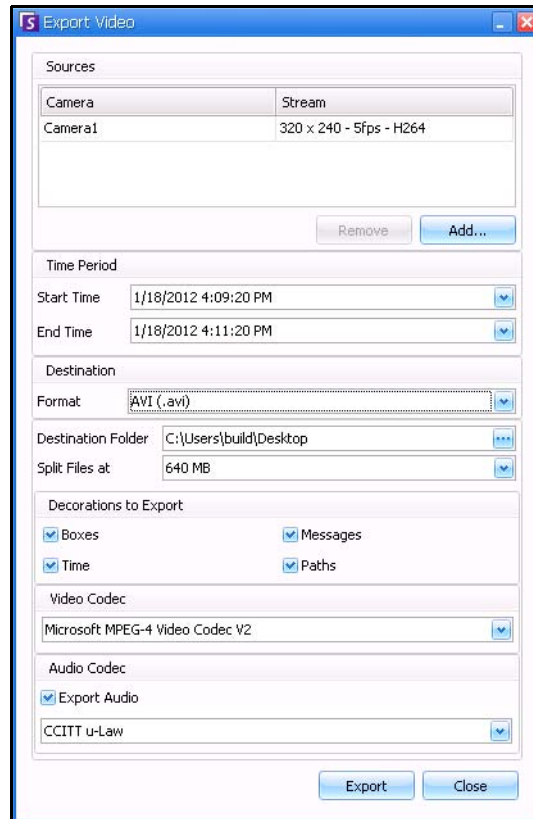 S Export Video
Sources
Camera Stream
Camera1 320 x 240 - 5fps - H264
Remove Add...
Time Period
Start Time 1/18/2012 4:09:20 PM
End Time 1/18/2012 4:11:20 PM
Destination
Format AVI (.avi)
Destination Folder C:\Users\build\Desktop ...
Split Files at 640 MB
Decorations to Export
Boxes Messages
Time Paths
Video Codec
Microsoft MPEG-4 Video Codec V2
Audio Codec
Export Audio
CCITT u-Law
Export Close